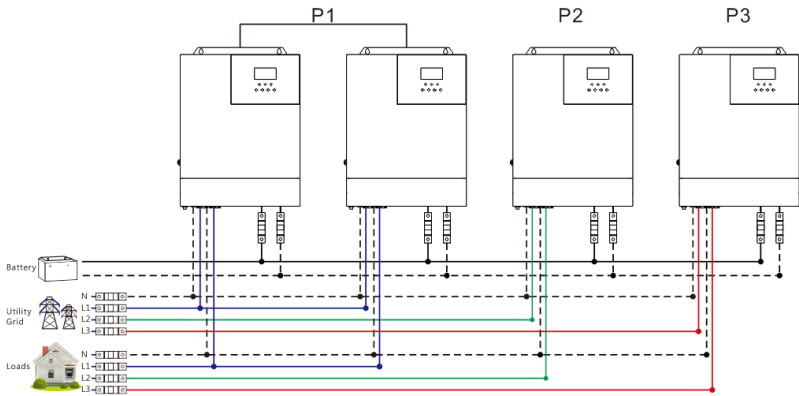 P1
P2
P3
Battery
N
L1
Utility
Grid
L2
L3
N
Loads
L1
L2
L3